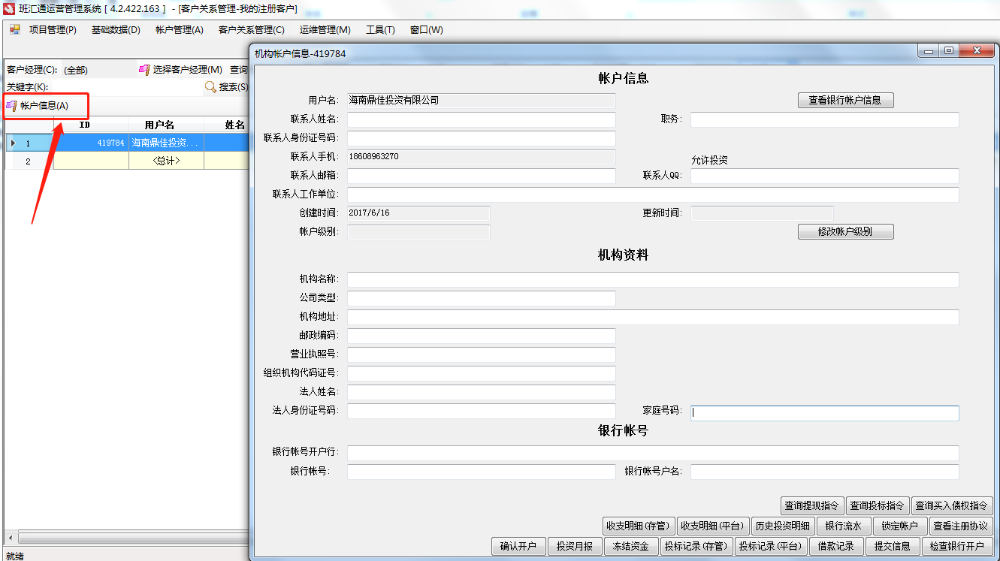 班汇通运营管理系统 [ 4.2.422.163 ] - [客户关系管理-我的注册客户]
项目管理(P) 基础数据(D) 帐户管理(A) 客户关系管理(C) 运维管理(M) 工具(T) 窗口(W)
客户经理(C): (全部) 选择客户经理(M) 查询
关键字(K): 搜索(S)
帐户信息(A)
ID 用户名 姓名
1 419784 海南鼎佳投资...
2 <总计>
就绪
机构帐户信息-419784
帐户信息
用户名: 海南鼎佳投资有限公司 查看银行帐户信息
联系人姓名: 职务:
联系人身份证号码:
联系人手机: 18608963270 允许投资
联系人邮箱: 联系人QQ:
联系人工作单位:
创建时间: 2017/6/16 更新时间:
帐户级别: 修改帐户级别
机构资料
机构名称:
公司类型:
机构地址:
邮政编码:
营业执照号:
组织机构代码证号:
法人姓名:
法人身份证号码: 家庭号码:
银行帐号
银行帐号开户行:
银行帐号: 银行帐号户名:
查询提现指令 查询投标指令 查询买入债权指令
收支明细(存管) 收支明细(平台) 历史投资明细 银行流水 锁定帐户 查看注册协议
确认开户 投资月报 冻结资金 投标记录(存管) 投标记录(平台) 借款记录 提交信息 检查银行开户